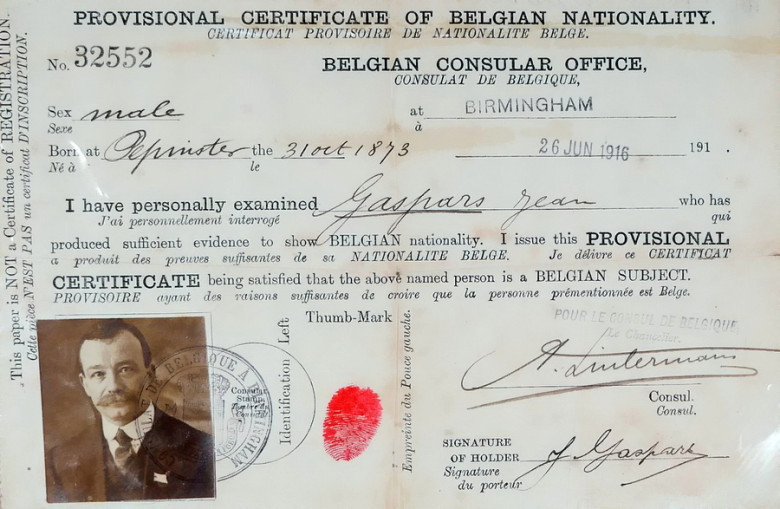 PROVISIONAL CERTIFICATE OF BELGIAN NATIONALITY.
CERTIFICAT PROVISOIRE DE NATIONALITE BELGE.
No. 32552
BELGIAN CONSULAR OFFICE,
CONSULAT DE BELGIQUE,
Sex male at BIRMINGHAM
Sexe à
Born at Pepinster the 31 oct 1873 26 JUN 1916 191 .
Né à le
I have personally examined Gaspars Jean who has
J'ai personnellement interrogé qui
produced sufficient evidence to show BELGIAN nationality. I issue this PROVISIONAL
a produit des preuves suffisantes de sa NATIONALITE BELGE. Je délivre ce CERTIFICAT
CERTIFICATE being satisfied that the above named person is a BELGIAN SUBJECT.
PROVISOIRE ayant des raisons suffisantes de croire que la personne prémentionnée est Belge.
This paper is NOT a Certificate of REGISTRATION.
Cette pièce N'EST PAS un certificat D'INSCRIPTION.
Identification Left
Thumb-Mark
Empreinte du Pouce gauche.
Consular
Stamp
POUR LE CONSUL DE BELGIQUE
Le Chancelier.
A. Linternans
Consul.
Consul.
SIGNATURE
OF HOLDER J Gaspars
Signature
du porteur